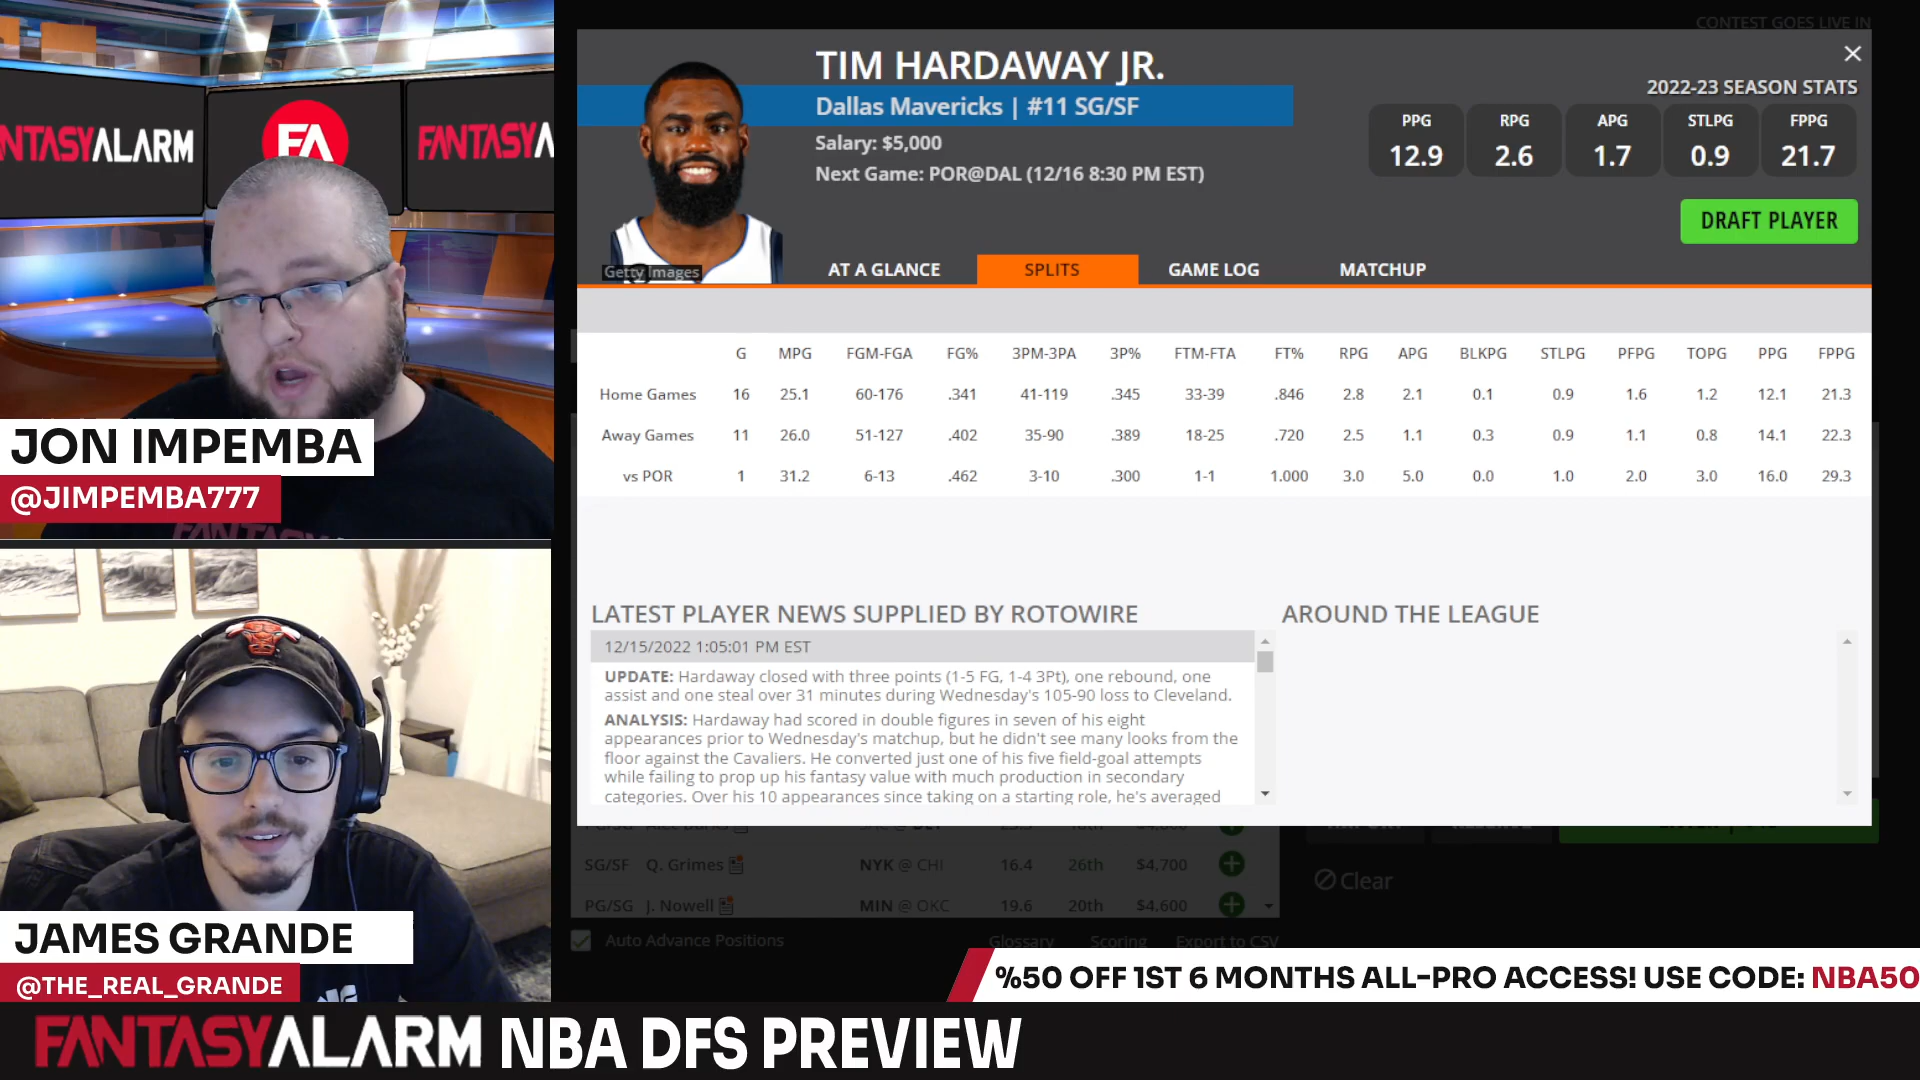 NTASYALARM
FA
FANTASYA
FANTASY
JON IMPEMBA
@JIMPEMBA777
JAMES GRANDE
@THE_REAL_GRANDE
CONTEST GOES LIVE IN
TIM HARDAWAY JR.
Dallas Mavericks | #11 SG/SF
Salary: $5,000
Next Game: POR@DAL (12/16 8:30 PM EST)
Getty Images
2022-23 SEASON STATS
PPG RPG APG STLPG FPPG
12.9 2.6 1.7 0.9 21.7
DRAFT PLAYER
AT A GLANCE SPLITS GAME LOG MATCHUP
G MPG FGM-FGA FG% 3PM-3PA 3P% FTM-FTA FT% RPG APG BLKPG STLPG PFPG TOPG PPG FPPG
Home Games 16 25.1 60-176 .341 41-119 .345 33-39 .846 2.8 2.1 0.1 0.9 1.6 1.2 12.1 21.3
Away Games 11 26.0 51-127 .402 35-90 .389 18-25 .720 2.5 1.1 0.3 0.9 1.1 0.8 14.1 22.3
vs POR 1 31.2 6-13 .462 3-10 .300 1-1 1.000 3.0 5.0 0.0 1.0 2.0 3.0 16.0 29.3
LATEST PLAYER NEWS SUPPLIED BY ROTOWIRE
12/15/2022 1:05:01 PM EST
UPDATE: Hardaway closed with three points (1-5 FG, 1-4 3Pt), one rebound, one
assist and one steal over 31 minutes during Wednesday's 105-90 loss to Cleveland.
ANALYSIS: Hardaway had scored in double figures in seven of his eight
appearances prior to Wednesday's matchup, but he didn't see many looks from the
floor against the Cavaliers. He converted just one of his five field-goal attempts
while failing to prop up his fantasy value with much production in secondary
categories. Over his 10 appearances since taking on a starting role, he's averaged
AROUND THE LEAGUE
SG/SF Q. Grimes NYK @ CHI 16.4 26th $4,700
PG/SG J. Nowell MIN @ OKC 19.6 20th $4,600
Clear
Auto Advance Positions
Glossary Scoring Export to CSV
%50 OFF 1ST 6 MONTHS ALL-PRO ACCESS! USE CODE: NBA50
FANTASYALARM NBA DFS PREVIEW